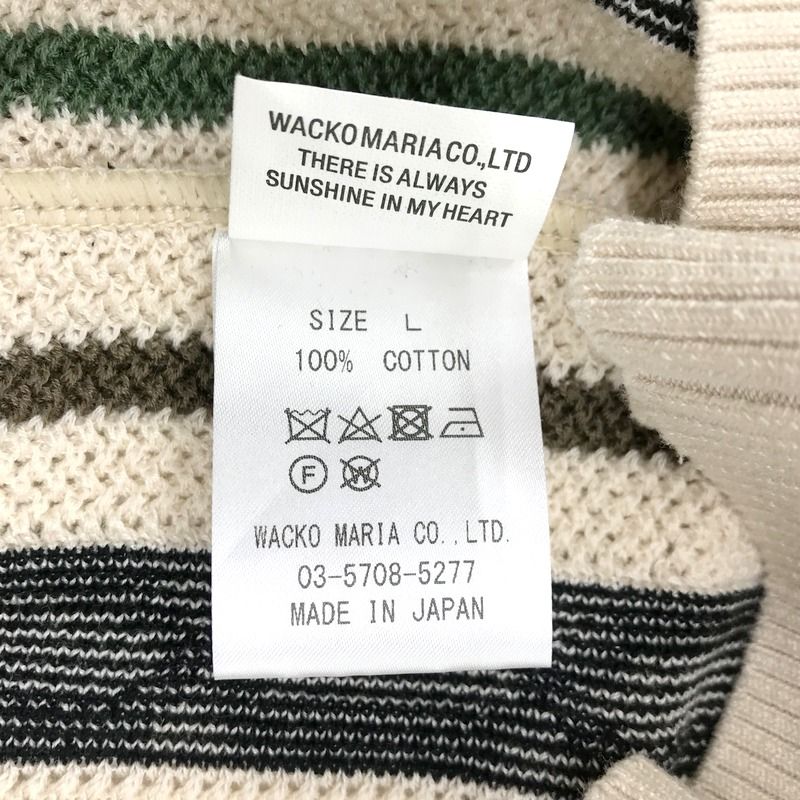 WACKO MARIA CO.,LTD
THERE IS ALWAYS
SUNSHINE IN MY HEART
SIZE L
100% COTTON
F W
WACKO MARIA CO.,LTD.
03-5708-5277
MADE IN JAPAN